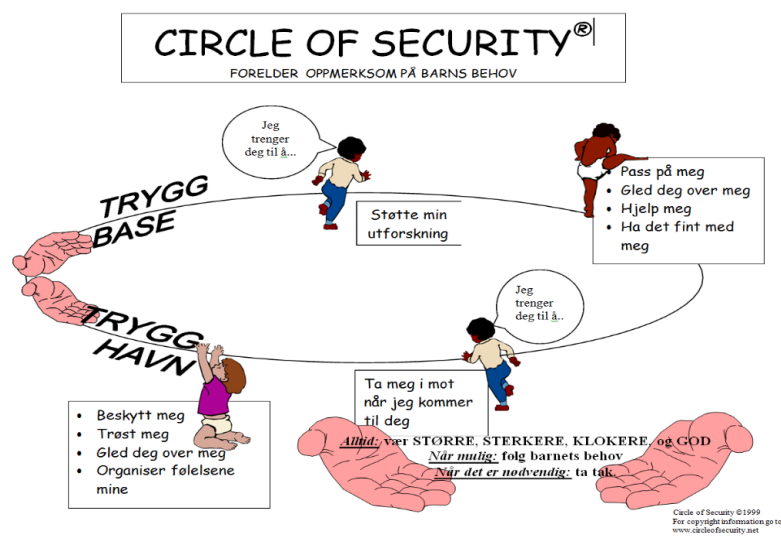 CIRCLE OF SECURITY®
FORELDER OPPMERKSOM PÅ BARNS BEHOV
Jeg
trenger
deg til å...
TRYGG
BASE
Støtte min
utforskning
• Pass på meg
• Gled deg over meg
• Hjelp meg
• Ha det fint med
meg
Jeg
trenger
deg til å..
TRYGG
HAVN
Ta meg i mot
når jeg kommer
til deg
• Beskytt meg
• Trøst meg
• Gled deg over meg
• Organiser følelsene
mine
Alltid: vær STØRRE, STERKERE, KLOKERE, og GOD
Når mulig: følg barnets behov
Når det er nødvendig: ta tak.
Circle of Security ©1999
For copyright information go to
www.circleofsecurity.net